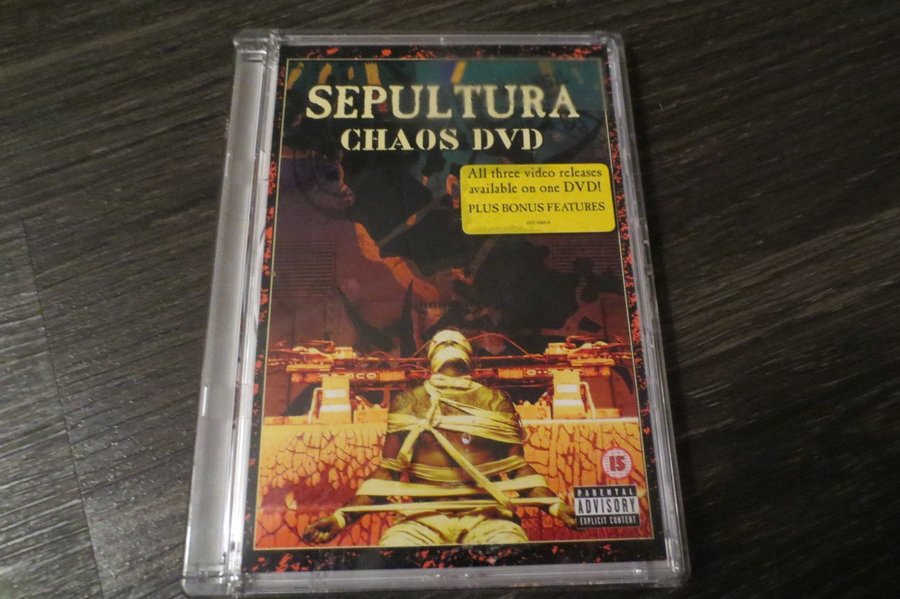 SEPULTURA
CHAOS DVD
All three video releases
available on one DVD!
PLUS BONUS FEATURES
15
PARENTAL
ADVISORY
EXPLICIT CONTENT